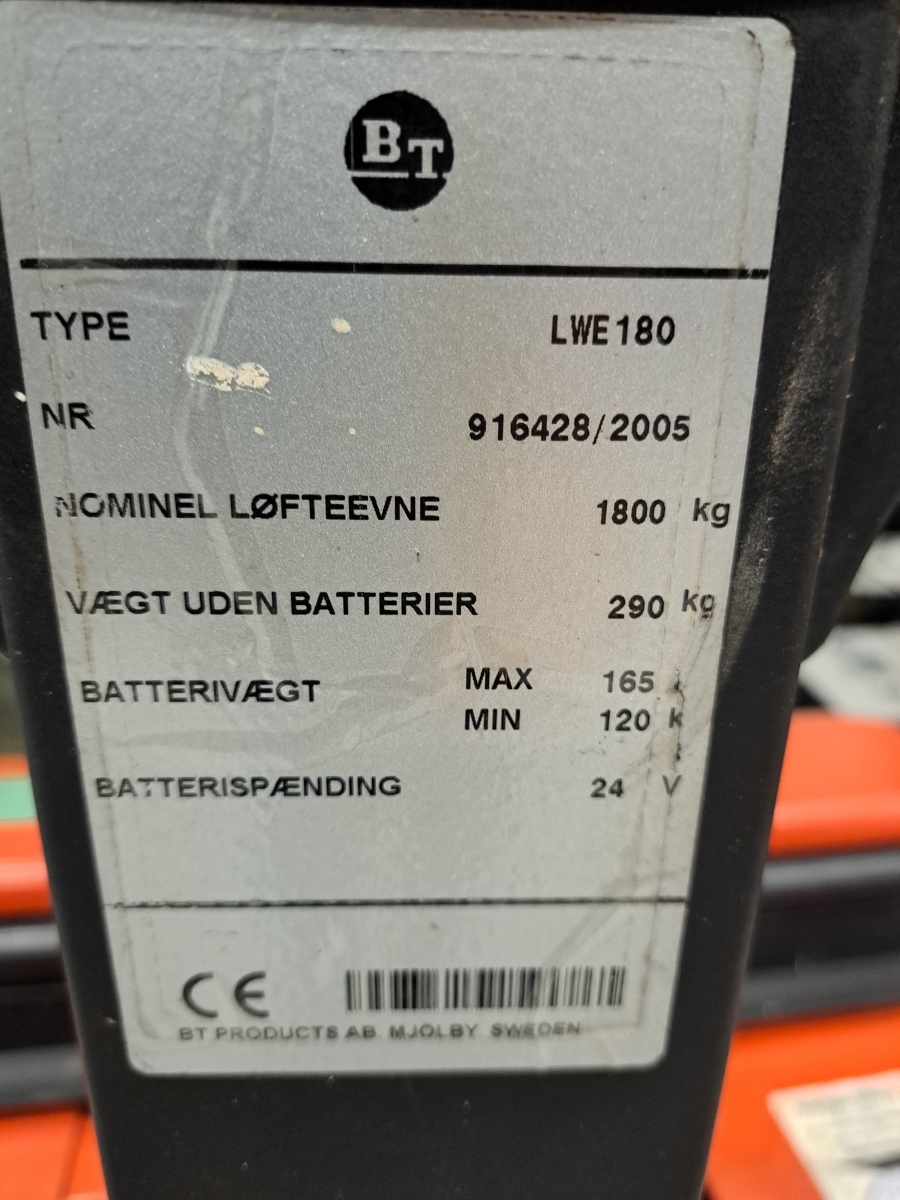 BT
TYPE LWE180
NR 916428/2005
NOMINEL LØFTEEVNE 1800 kg
VÆGT UDEN BATTERIER 290 kg
BATTERIVÆGT MAX 165
MIN 120 k
BATTERISPÆNDING 24 V
CE
BT PRODUCTS AB MJÖLBY SWEDEN